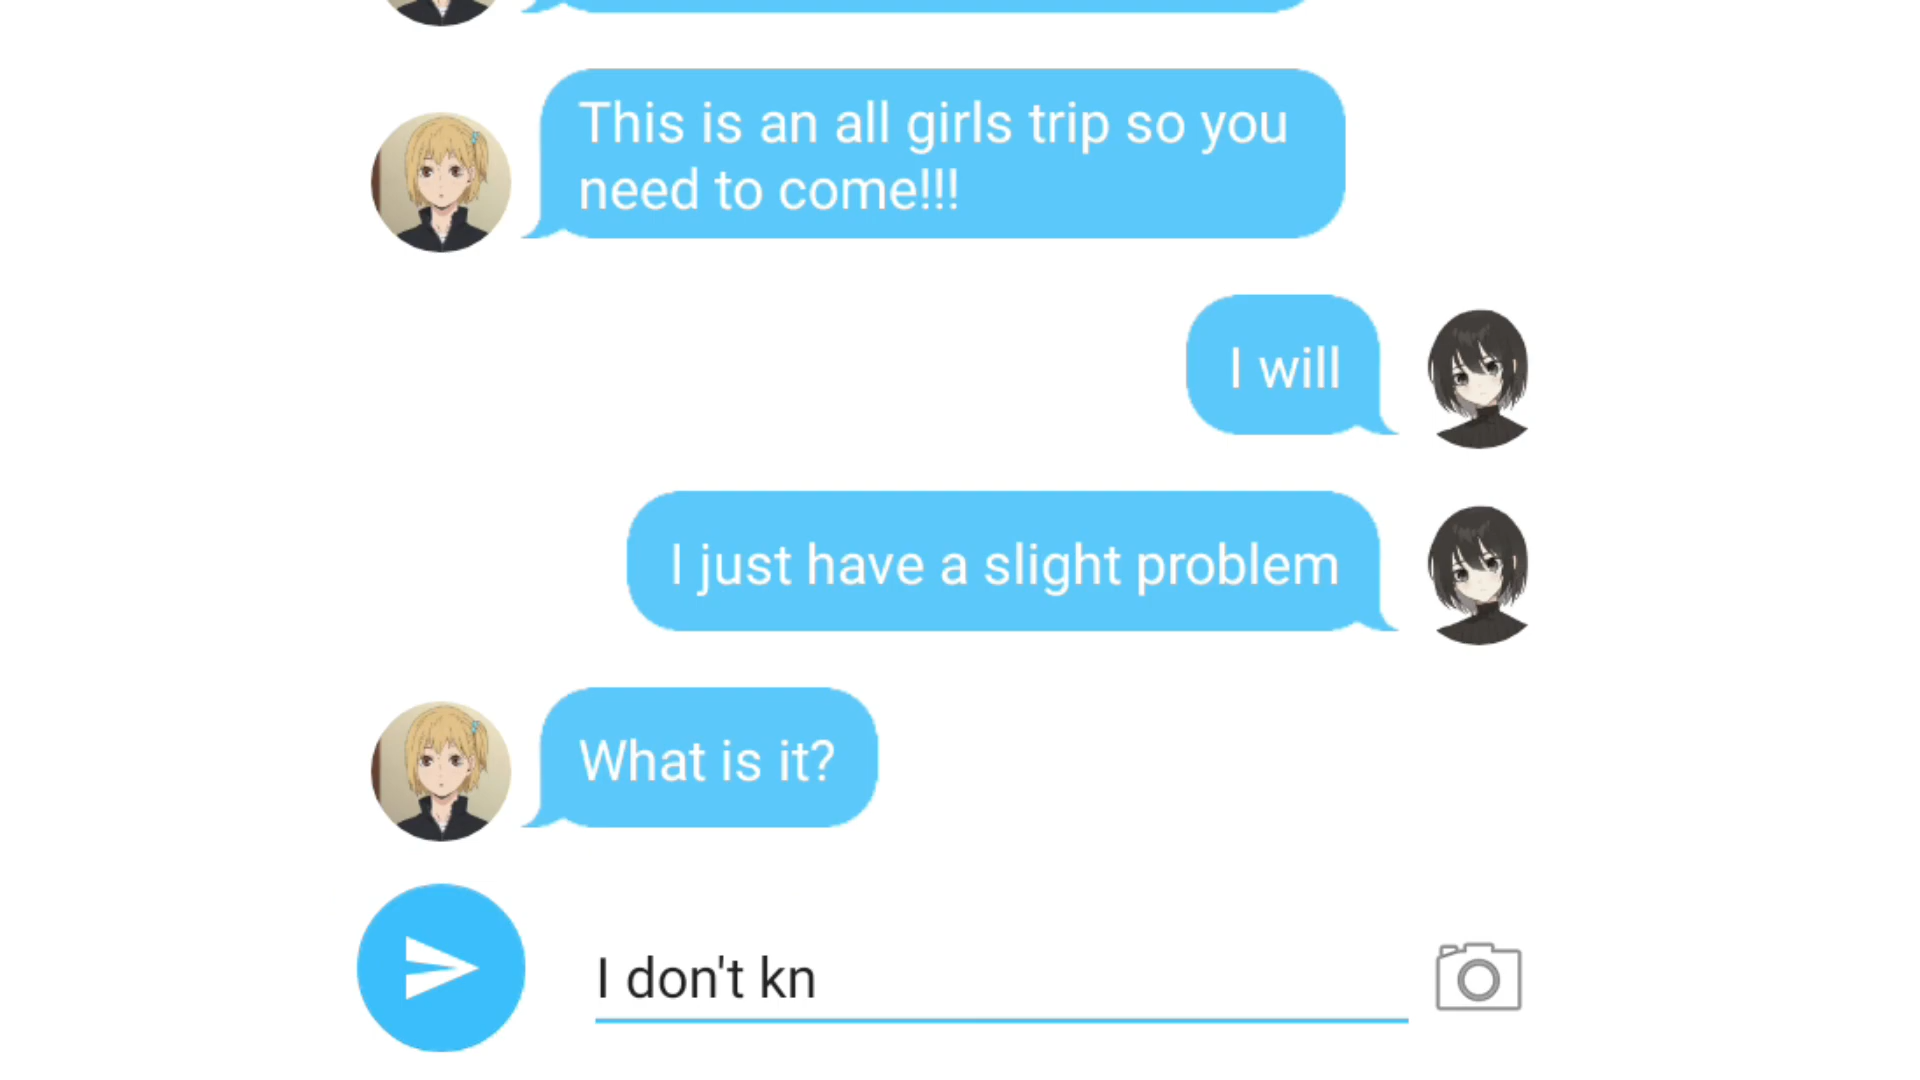 This is an all girls trip so you
need to come!!!
I will
I just have a slight problem
What is it?
I don't kn